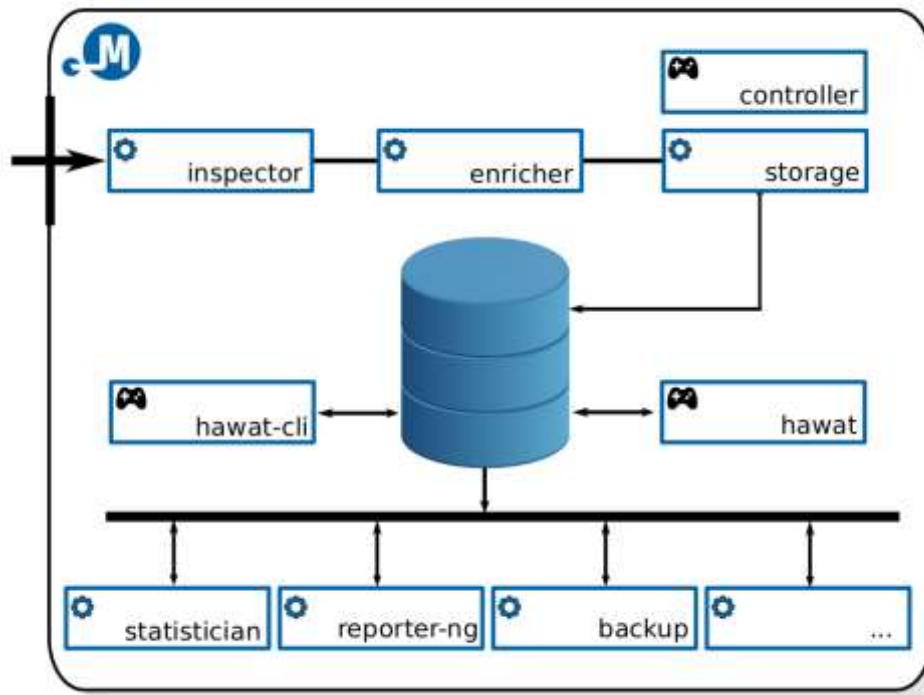 M
controller
inspector
enricher
storage
hawat-cli
hawat
statistician
reporter-ng
backup
...